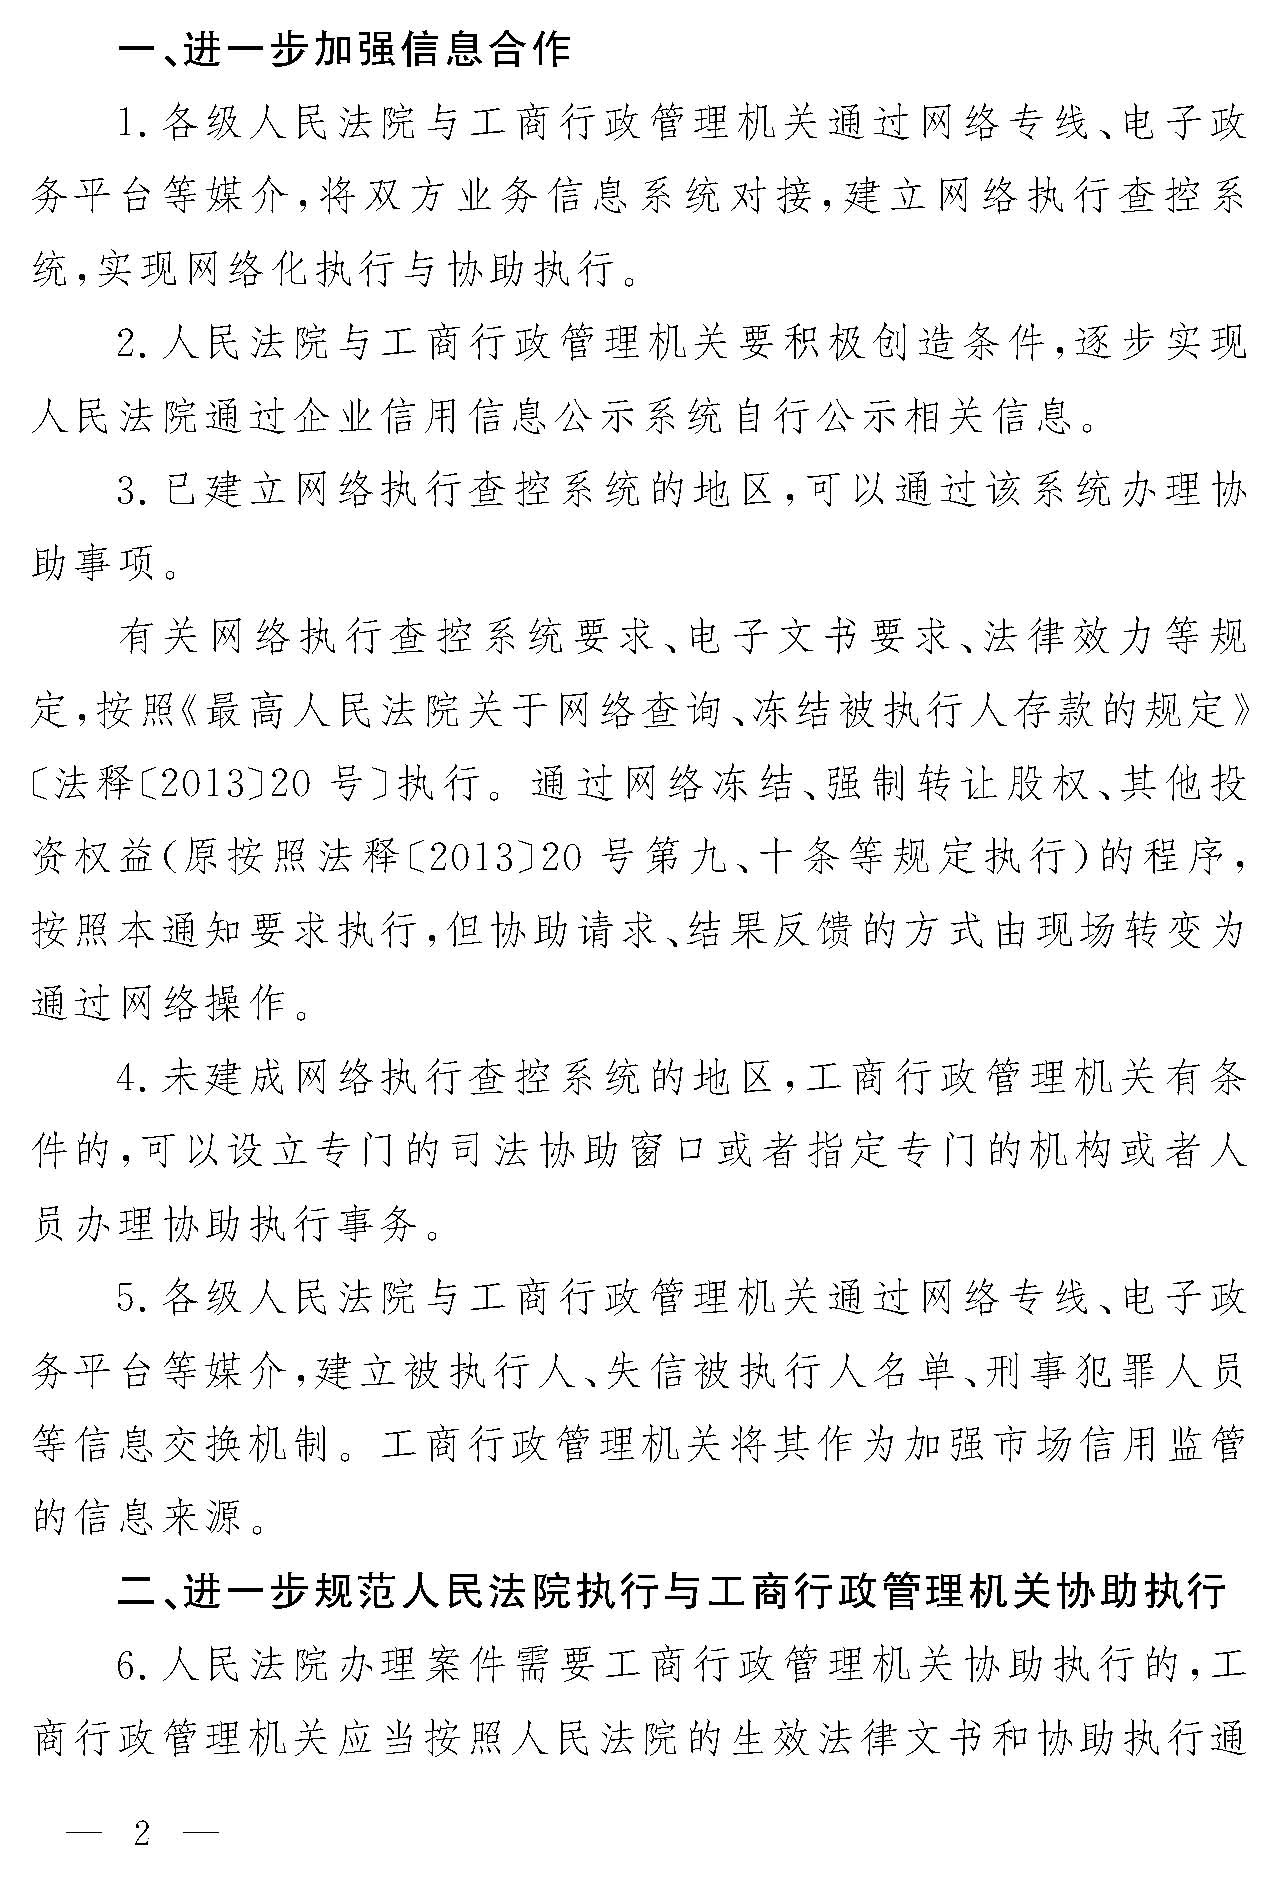 一、进一步加强信息合作
1. 各级人民法院与工商行政管理机关通过网络专线、电子政
务平台等媒介,将双方业务信息系统对接,建立网络执行查控系
统,实现网络化执行与协助执行。
2. 人民法院与工商行政管理机关要积极创造条件,逐步实现
人民法院通过企业信用信息公示系统自行公示相关信息。
3. 已建立网络执行查控系统的地区,可以通过该系统办理协
助事项。
有关网络执行查控系统要求、电子文书要求、法律效力等规
定,按照《最高人民法院关于网络查询、冻结被执行人存款的规定》
〔法释〔2013〕20 号〕执行。通过网络冻结、强制转让股权、其他投
资权益(原按照法释〔2013〕20 号第九、十条等规定执行)的程序,
按照本通知要求执行,但协助请求、结果反馈的方式由现场转变为
通过网络操作。
4. 未建成网络执行查控系统的地区,工商行政管理机关有条
件的,可以设立专门的司法协助窗口或者指定专门的机构或者人
员办理协助执行事务。
5. 各级人民法院与工商行政管理机关通过网络专线、电子政
务平台等媒介,建立被执行人、失信被执行人名单、刑事犯罪人员
等信息交换机制。工商行政管理机关将其作为加强市场信用监管
的信息来源。
二、进一步规范人民法院执行与工商行政管理机关协助执行
6. 人民法院办理案件需要工商行政管理机关协助执行的,工
商行政管理机关应当按照人民法院的生效法律文书和协助执行通
— 2 —